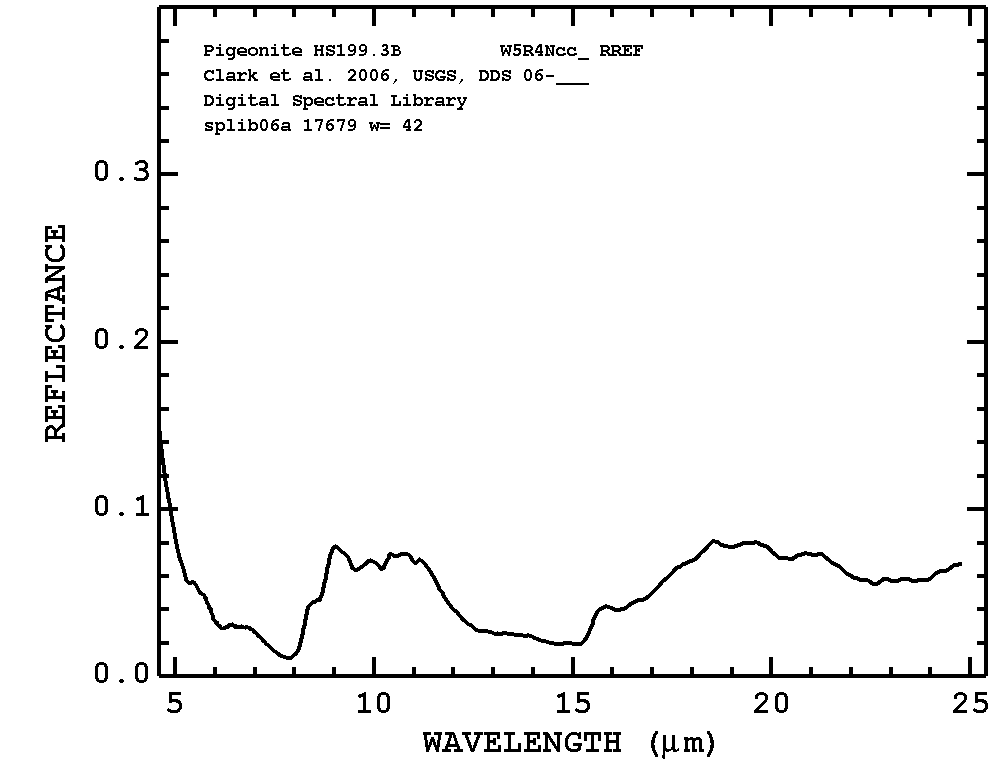 Pigeonite HS199.3B W5R4Ncc_ RREF
Clark et al. 2006, USGS, DDS 06-___
Digital Spectral Library
splib06a 17679 w= 42
0.3
0.2
0.1
0.0
REFLECTANCE
5 10 15 20 25
WAVELENGTH (μm)